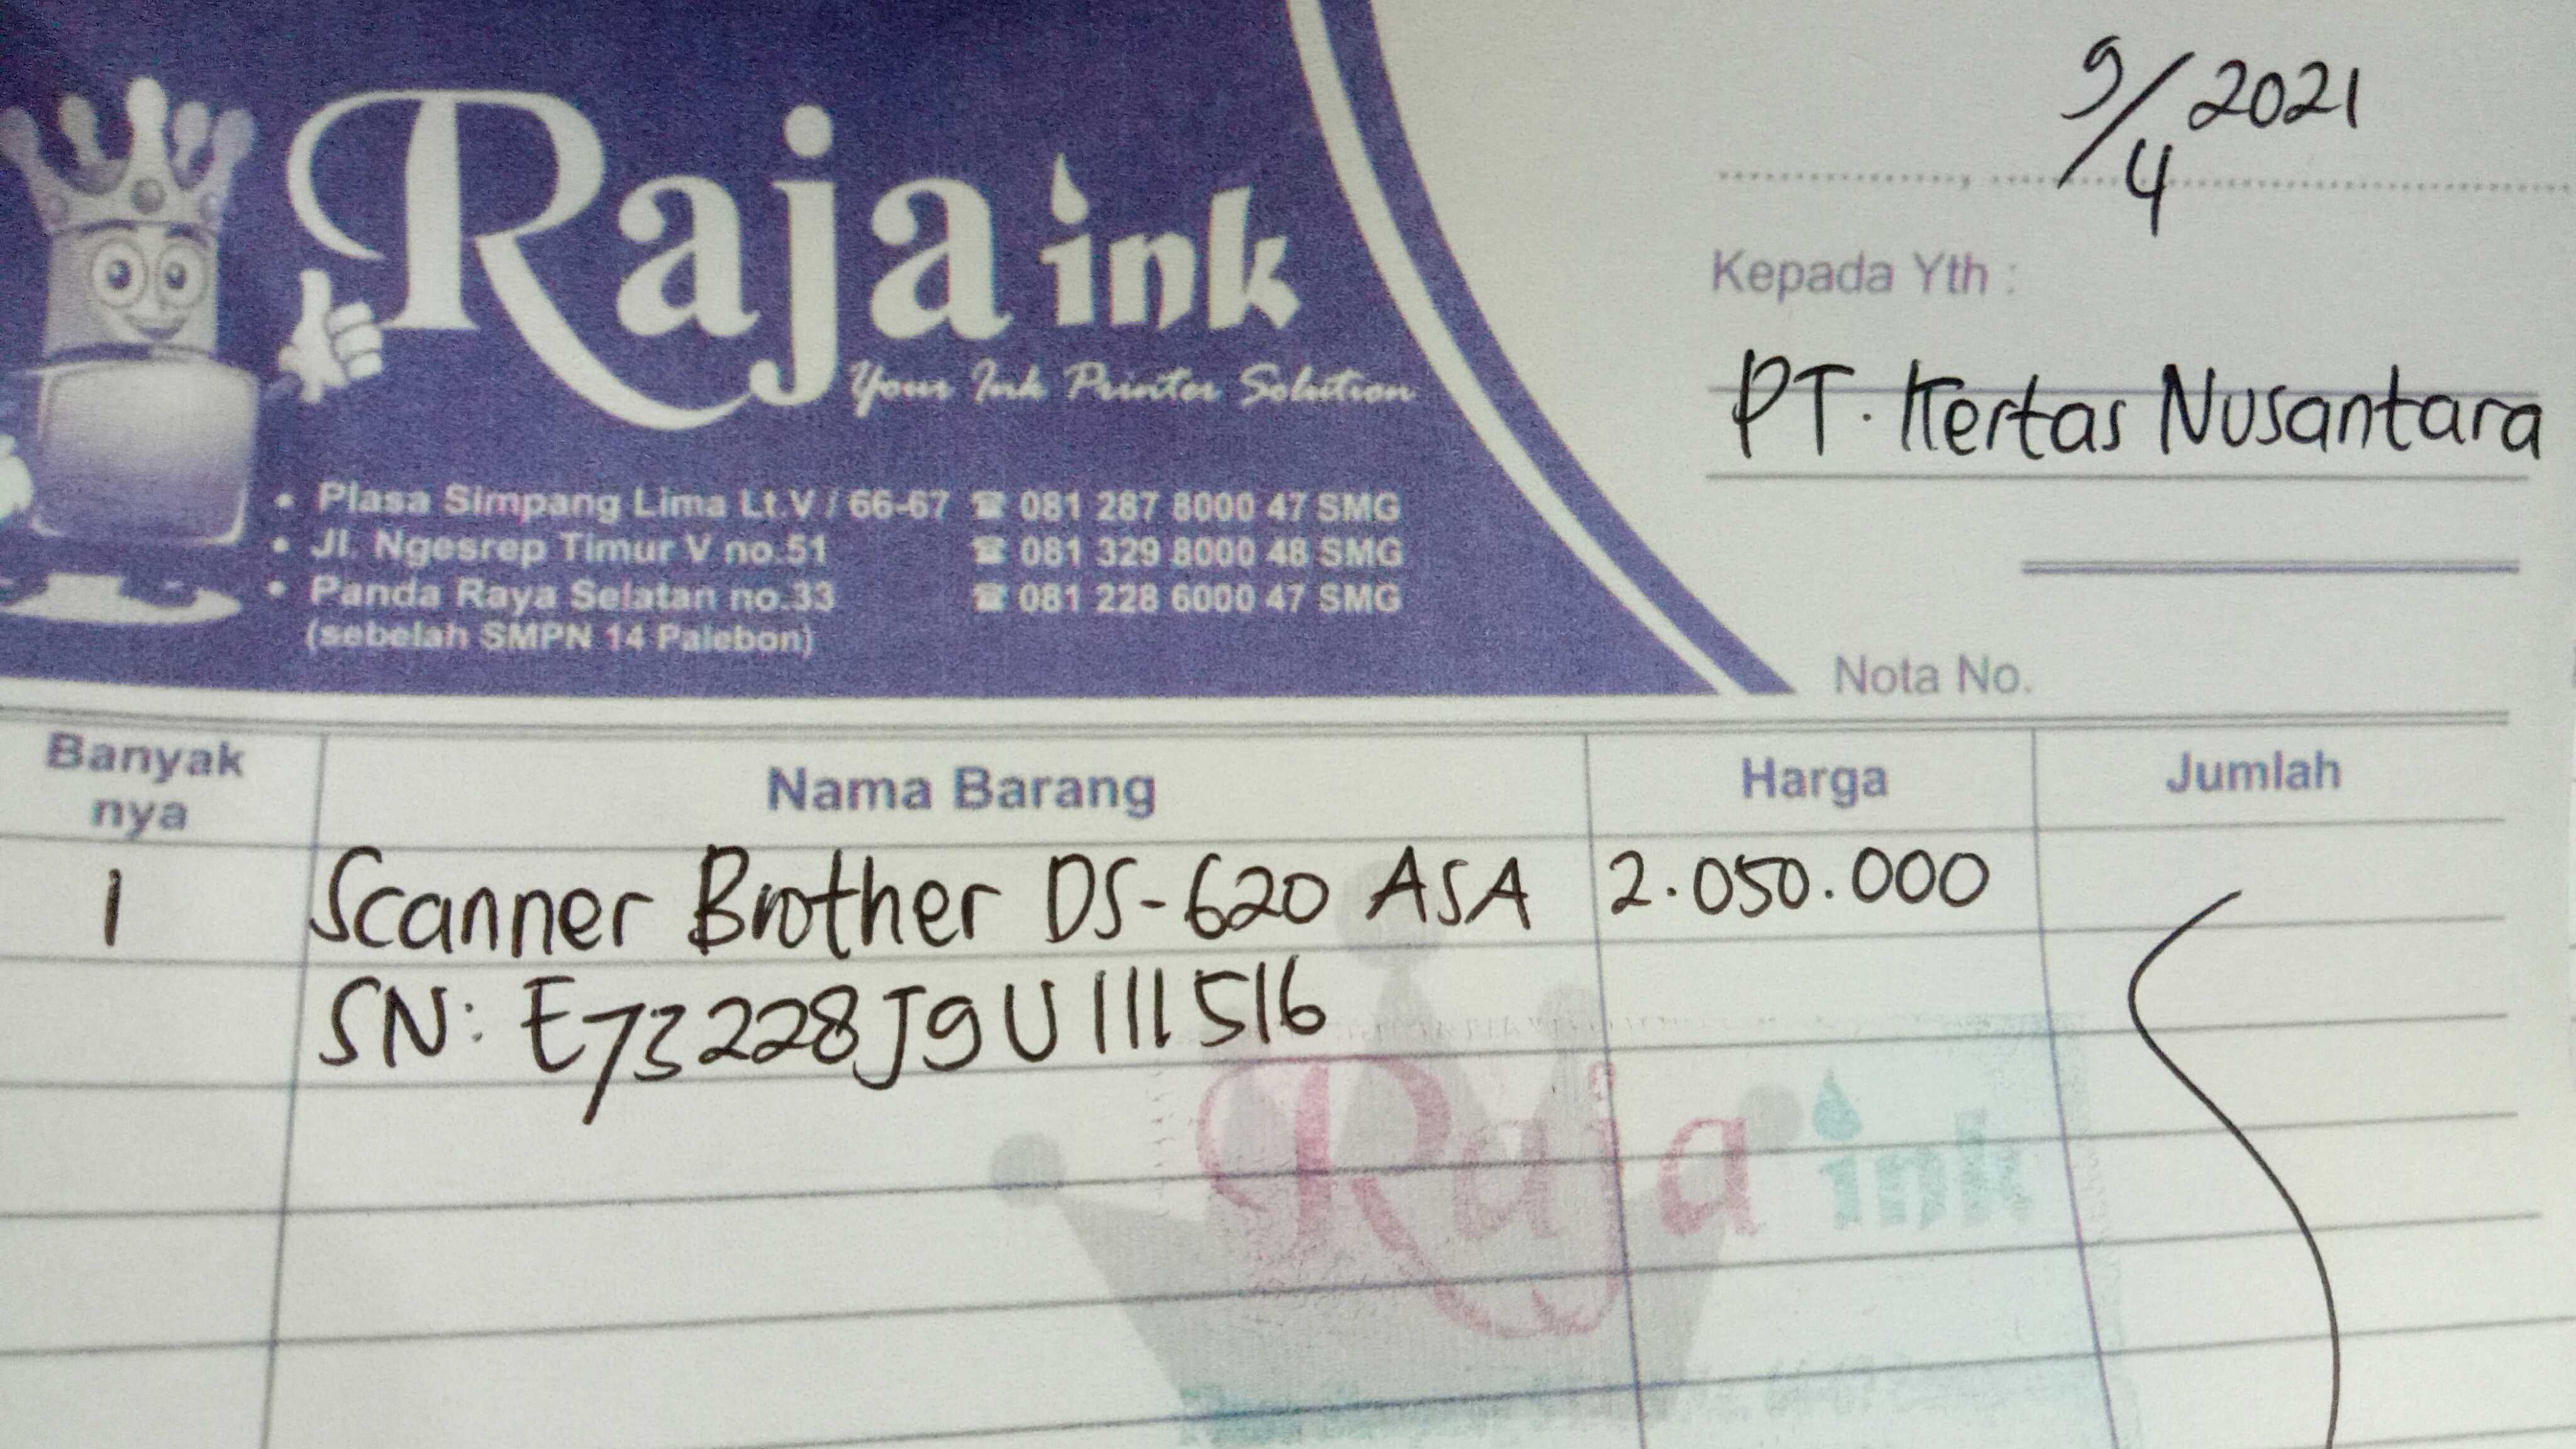 Raja ink
Your Ink Printer Solution
• Plasa Simpang Lima Lt.V / 66-67 ☎ 081 287 8000 47 SMG
• Jl. Ngesrep Timur V no.51 ☎ 081 329 8000 48 SMG
• Panda Raya Selatan no.33 ☎ 081 228 6000 47 SMG
(sebelah SMPN 14 Palebon)
9/4 2021
Kepada Yth :
PT. Kertas Nusantara
Nota No.
Banyak
nya
Nama Barang
Harga
Jumlah
1 Scanner Brother DS-620 ASA 2.050.000
SN: E73228J9U111516
Raja ink